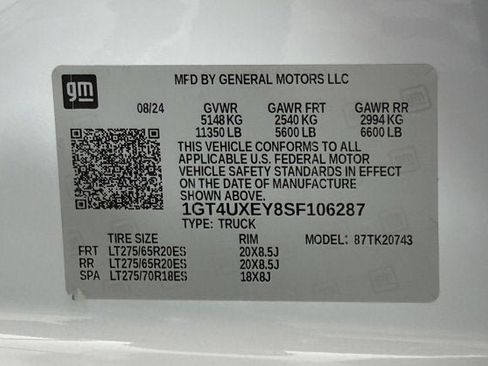 gm
MFD BY GENERAL MOTORS LLC
08/24 GVWR GAWR FRT GAWR RR
5148 KG 2540 KG 2994 KG
11350 LB 5600 LB 6600 LB
THIS VEHICLE CONFORMS TO ALL
APPLICABLE U.S. FEDERAL MOTOR
VEHICLE SAFETY STANDARDS IN EFFECT
ON THE DATE OF MANUFACTURE
SHOWN ABOVE.
1GT4UXEY8SF106287
TYPE: TRUCK
TIRE SIZE RIM MODEL: 87TK20743
FRT LT275/65R20ES 20X8.5J
RR LT275/65R20ES 20X8.5J
SPA LT275/70R18ES 18X8J